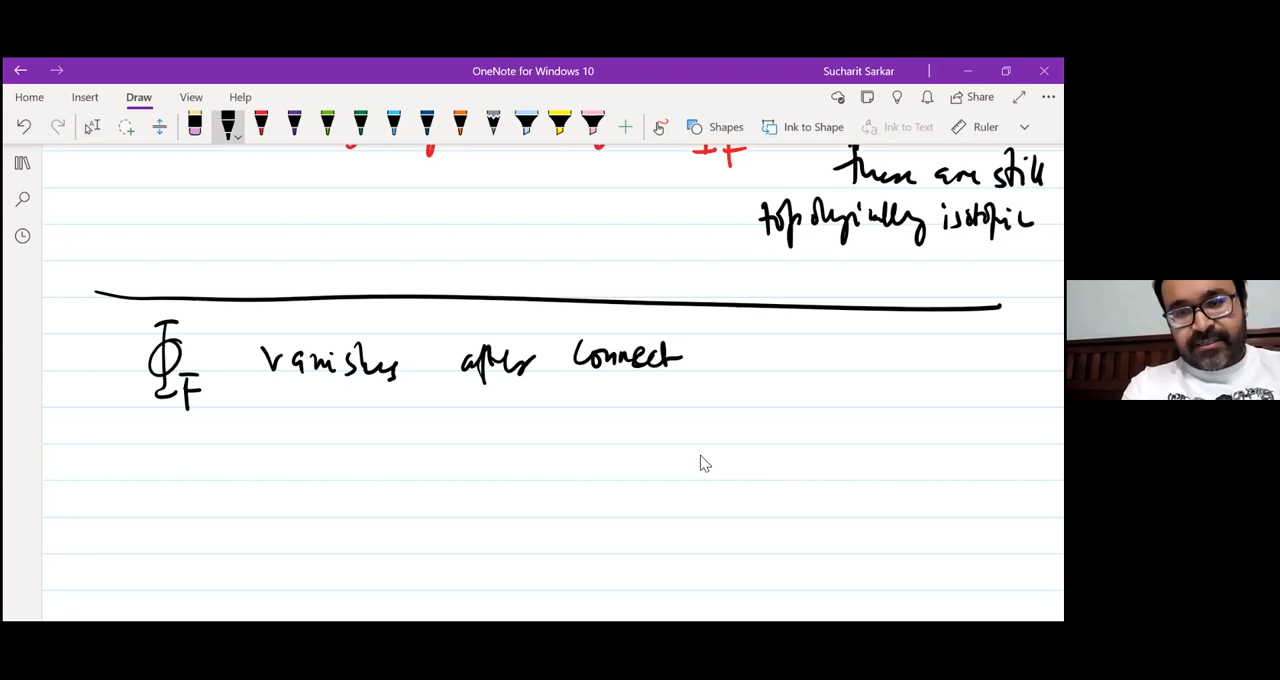 OneNote for Windows 10
Sucharit Sarkar
Home Insert Draw View Help
Share
Shapes
Ink to Shape
Ink to Text
Ruler
these are still
topologically isotopic
Φ_F vanishes after connect